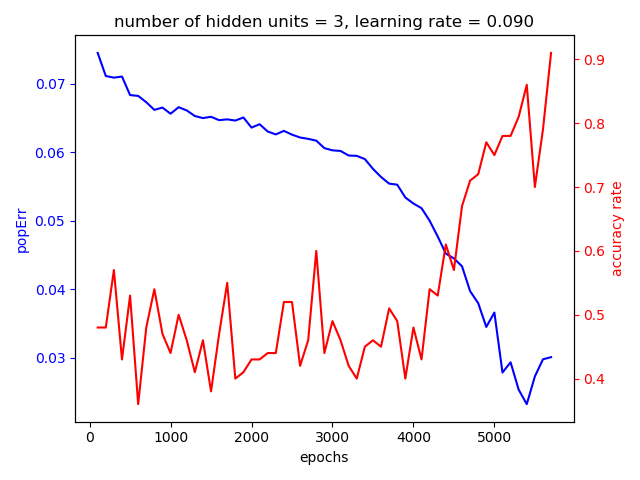 number of hidden units = 3, learning rate = 0.090
0.07
0.06
0.05
0.04
0.03
popErr
0.9
0.8
0.7
0.6
0.5
0.4
accuracy rate
0 1000 2000 3000 4000 5000
epochs